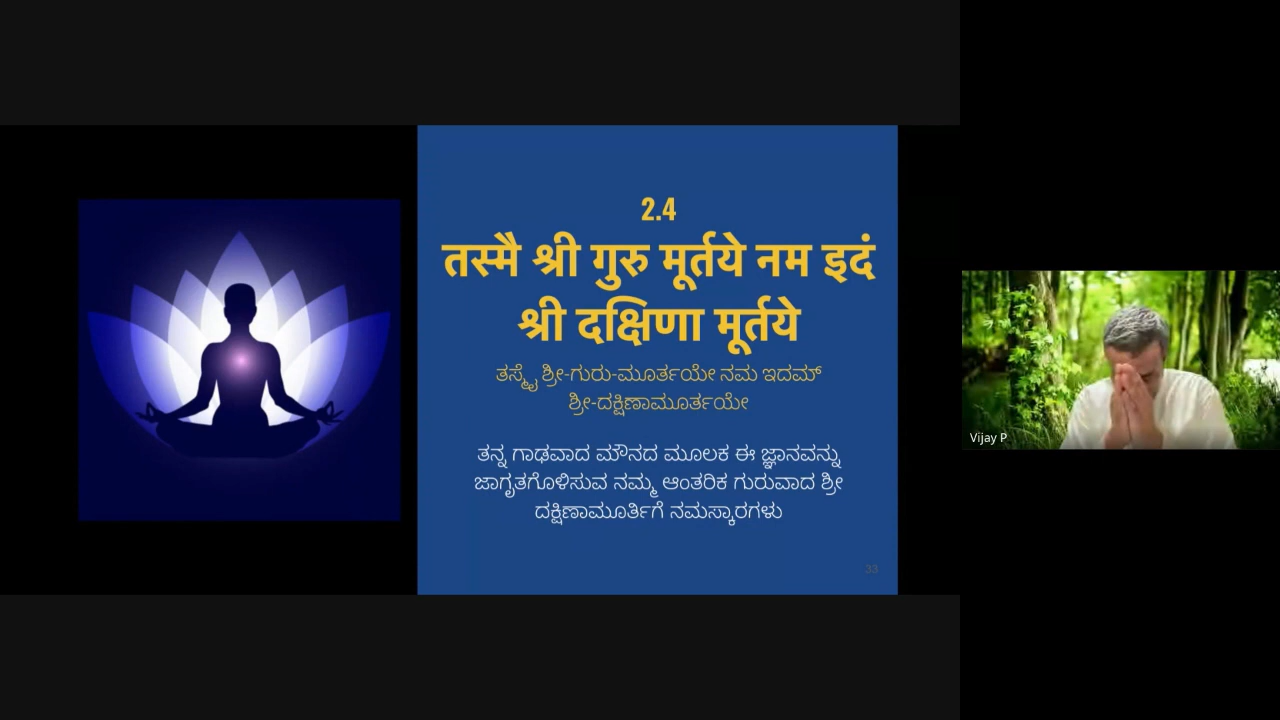 2.4
तस्मै श्री गुरु मूर्तये नम इदं
श्री दक्षिणा मूर्तये
ತಸ್ಮೈ ಶ್ರೀ-ಗುರು-ಮೂರ್ತಯೇ ನಮ ಇದಮ್
ಶ್ರೀ-ದಕ್ಷಿಣಾಮೂರ್ತಯೇ
ತನ್ನ ಗಾಢವಾದ ಮೌನದ ಮೂಲಕ ಈ ಜ್ಞಾನವನ್ನು
ಜಾಗೃತಗೊಳಿಸುವ ನಮ್ಮ ಆಂತರಿಕ ಗುರುವಾದ ಶ್ರೀ
ದಕ್ಷಿಣಾಮೂರ್ತಿಗೆ ನಮಸ್ಕಾರಗಳು
33
Vijay P